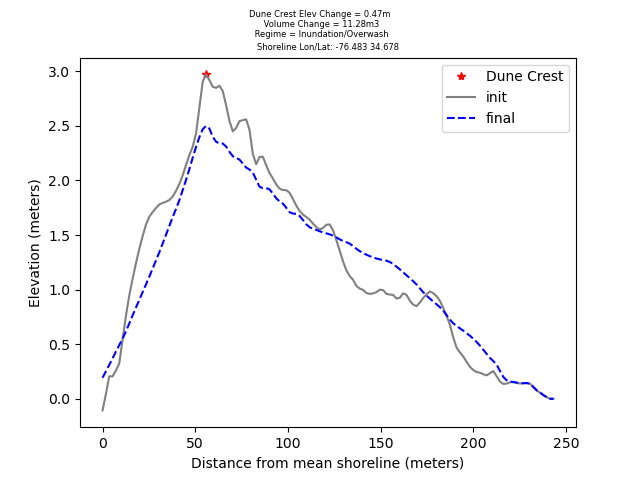 Dune Crest Elev Change = 0.47m
Volume Change = 11.28m3
Regime = Inundation/Overwash
Shoreline Lon/Lat: -76.483 34.678
Dune Crest
init
final
3.0
2.5
2.0
1.5
1.0
0.5
0.0
Elevation (meters)
0 50 100 150 200 250
Distance from mean shoreline (meters)